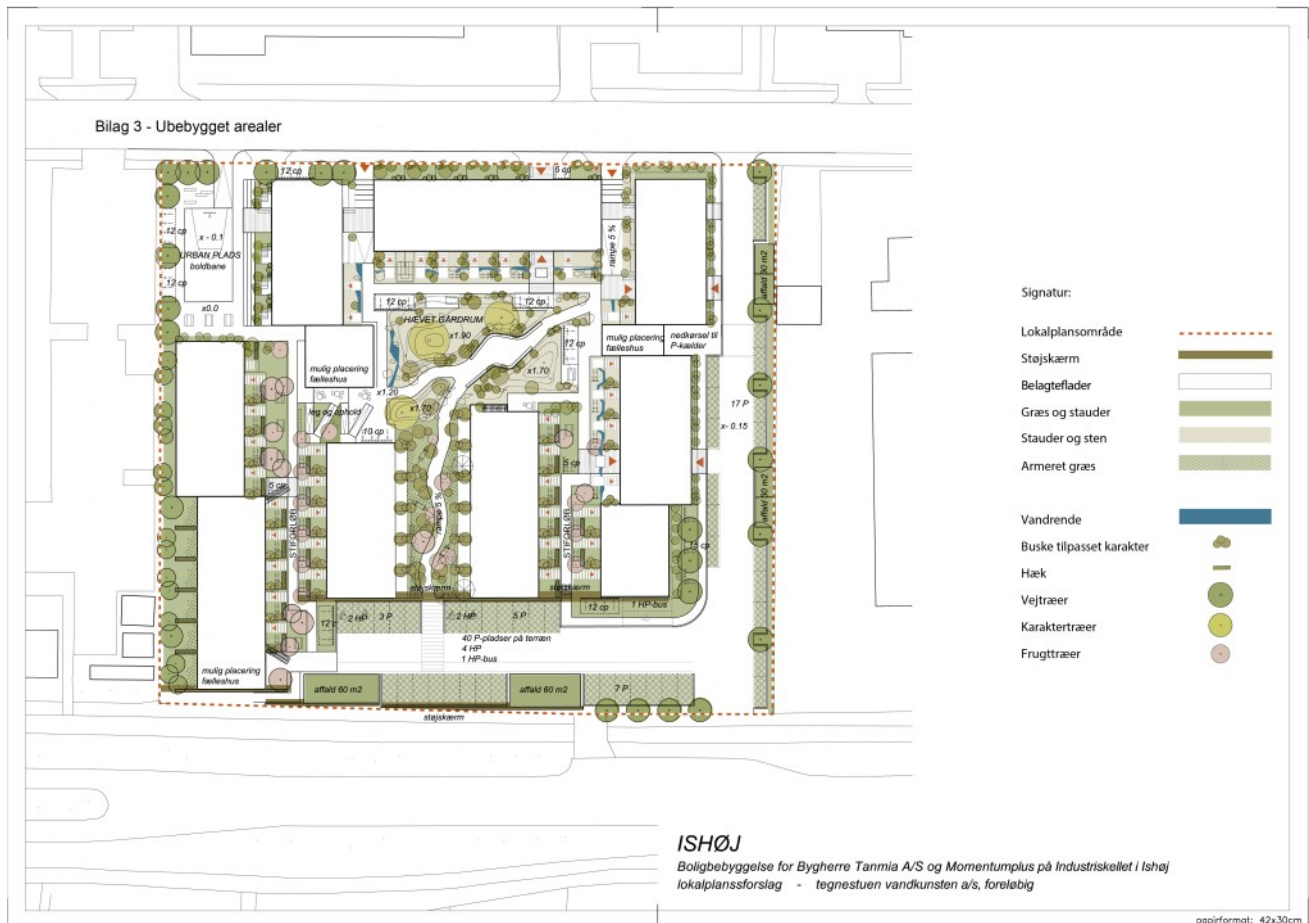 Bilag 3 - Ubebygget arealer
12 cp
5 cp
12 cp
x - 0.1
URBAN PLADS
boldbane
12 cp
x0.0
rampe 5 %
affald 90 m2
12 cp
12 cp
HÆVET GÅRDRUM
x1.90
12 cp
mulig placering
fælleshus
mulig placering
fælleshus
nedkørsel til
P-kælder
x1.20
x1.70
leg og ophold
x1.70
10 cp
17 P
x- 0.15
5 cp
5 cp
STIFORLØB
rampe 5 %
STIFORLØB
affald 90 m2
støjskærm
støjskærm
12 cp
1 HP-bus
2 HP
3 P
2 HP
5 P
40 P-pladser på terræn
4 HP
1 HP-bus
mulig placering
fælleshus
affald 60 m2
affald 60 m2
7 P
støjskærm
Signatur:
Lokalplansområde
Støjskærm
Belagteflader
Græs og stauder
Stauder og sten
Armeret græs
Vandrende
Buske tilpasset karakter
Hæk
Vejtræer
Karaktertræer
Frugttræer
ISHØJ
Boligbebyggelse for Bygherre Tanmia A/S og Momentumplus på Industriskellet i Ishøj
lokalplanssforslag - tegnestuen vandkunsten a/s, foreløbig
papirformat: 42x30cm